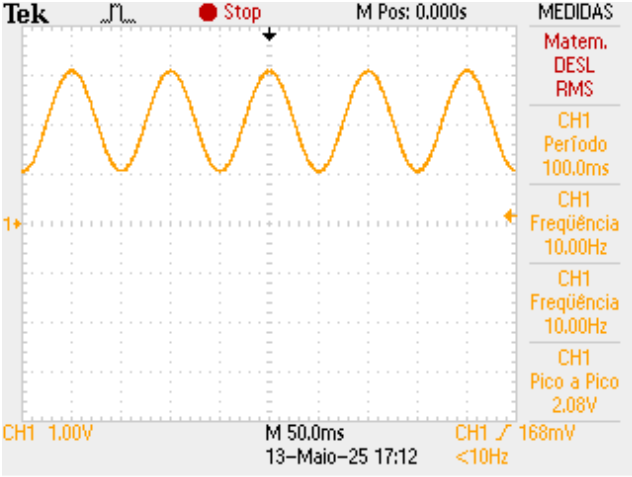 Tek Stop M Pos: 0.000s MEDIDAS
Matem.
DESL
RMS
CH1
Período
100.0ms
CH1
Freqüência
10.00Hz
CH1
Freqüência
10.00Hz
CH1
Pico a Pico
2.08V
1
CH1 1.00V M 50.0ms CH1 168mV
13-Maio-25 17:12 <10Hz